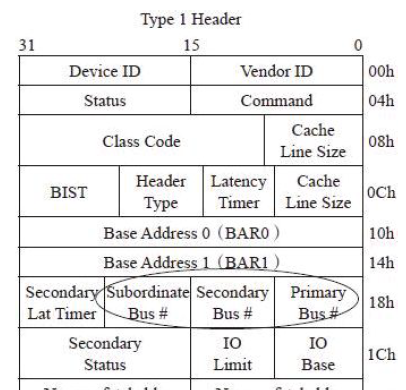 Type 1 Header
31 15 0
Device ID Vendor ID 00h
Status Command 04h
Class Code Cache Line Size 08h
BIST Header Type Latency Timer Cache Line Size 0Ch
Base Address 0 (BAR0) 10h
Base Address 1 (BAR1) 14h
Secondary Lat Timer Subordinate Bus # Secondary Bus # Primary Bus # 18h
Secondary Status IO Limit IO Base 1Ch